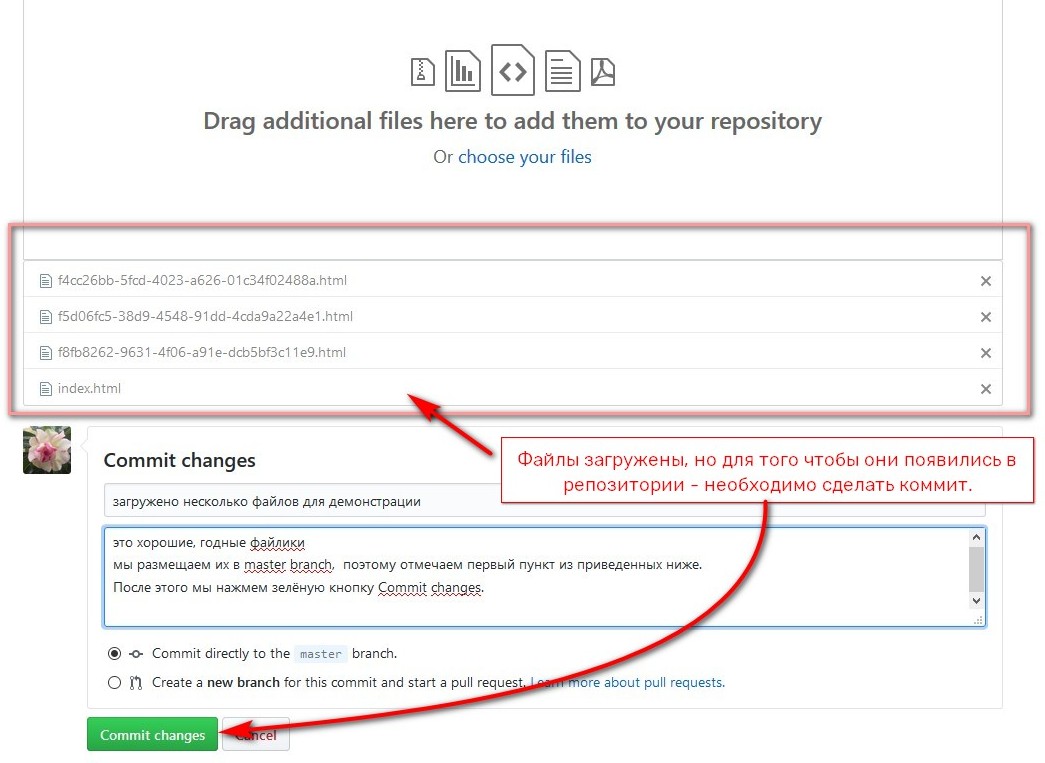 Drag additional files here to add them to your repository
Or choose your files
f4cc26bb-5fcd-4023-a626-01c34f02488a.html
f5d06fc5-38d9-4548-91dd-4cda9a22a4e1.html
f8fb8262-9631-4f06-a91e-dcb5bf3c11e9.html
index.html
Commit changes
Файлы загружены, но для того чтобы они появились в
репозитории - необходимо сделать коммит.
загружено несколько файлов для демонстрации
это хорошие, годные файлики
мы размещаем их в master branch, поэтому отмечаем первый пункт из приведенных ниже.
После этого мы нажмем зелёную кнопку Commit changes.
Commit directly to the master branch.
Create a new branch for this commit and start a pull request. Learn more about pull requests.
Commit changes
Cancel